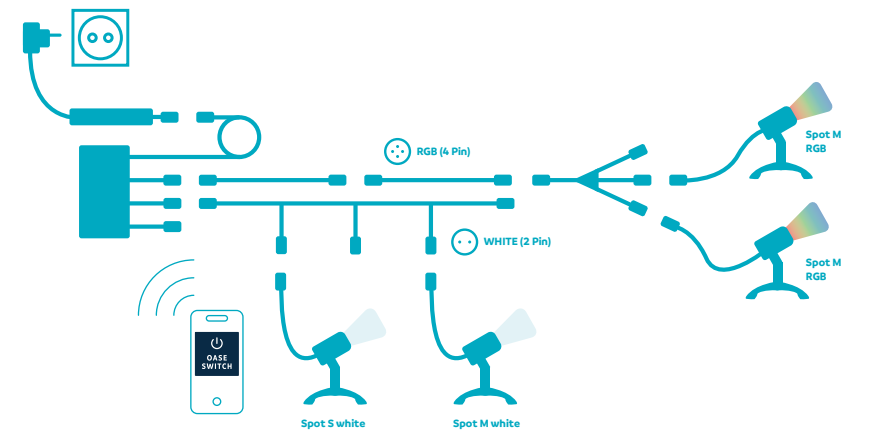 RGB (4 Pin)
Spot M
RGB
WHITE (2 Pin)
Spot M
RGB
OASE
SWITCH
Spot S white
Spot M white